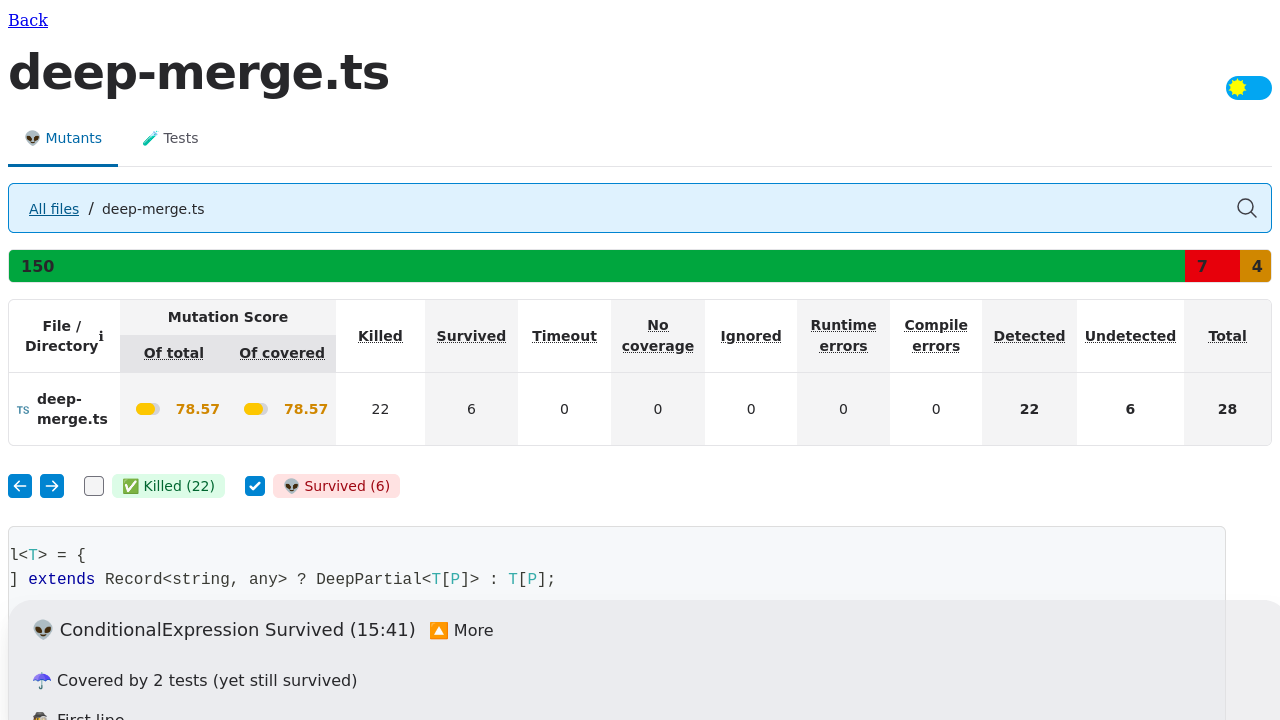 Back
deep-merge.ts
👽 Mutants
🧪 Tests
All files / deep-merge.ts
150
7
4
File / Directory ℹ
Mutation Score
Of total
Of covered
Killed
Survived
Timeout
No coverage
Ignored
Runtime errors
Compile errors
Detected
Undetected
Total
TS deep-merge.ts
78.57
78.57
22
6
0
0
0
0
0
22
6
28
✅ Killed (22)
👽 Survived (6)
l<T> = {
] extends Record<string, any> ? DeepPartial<T[P]> : T[P];
👽 ConditionalExpression Survived (15:41) 🔼 More
☂️ Covered by 2 tests (yet still survived)
🕵️ First line